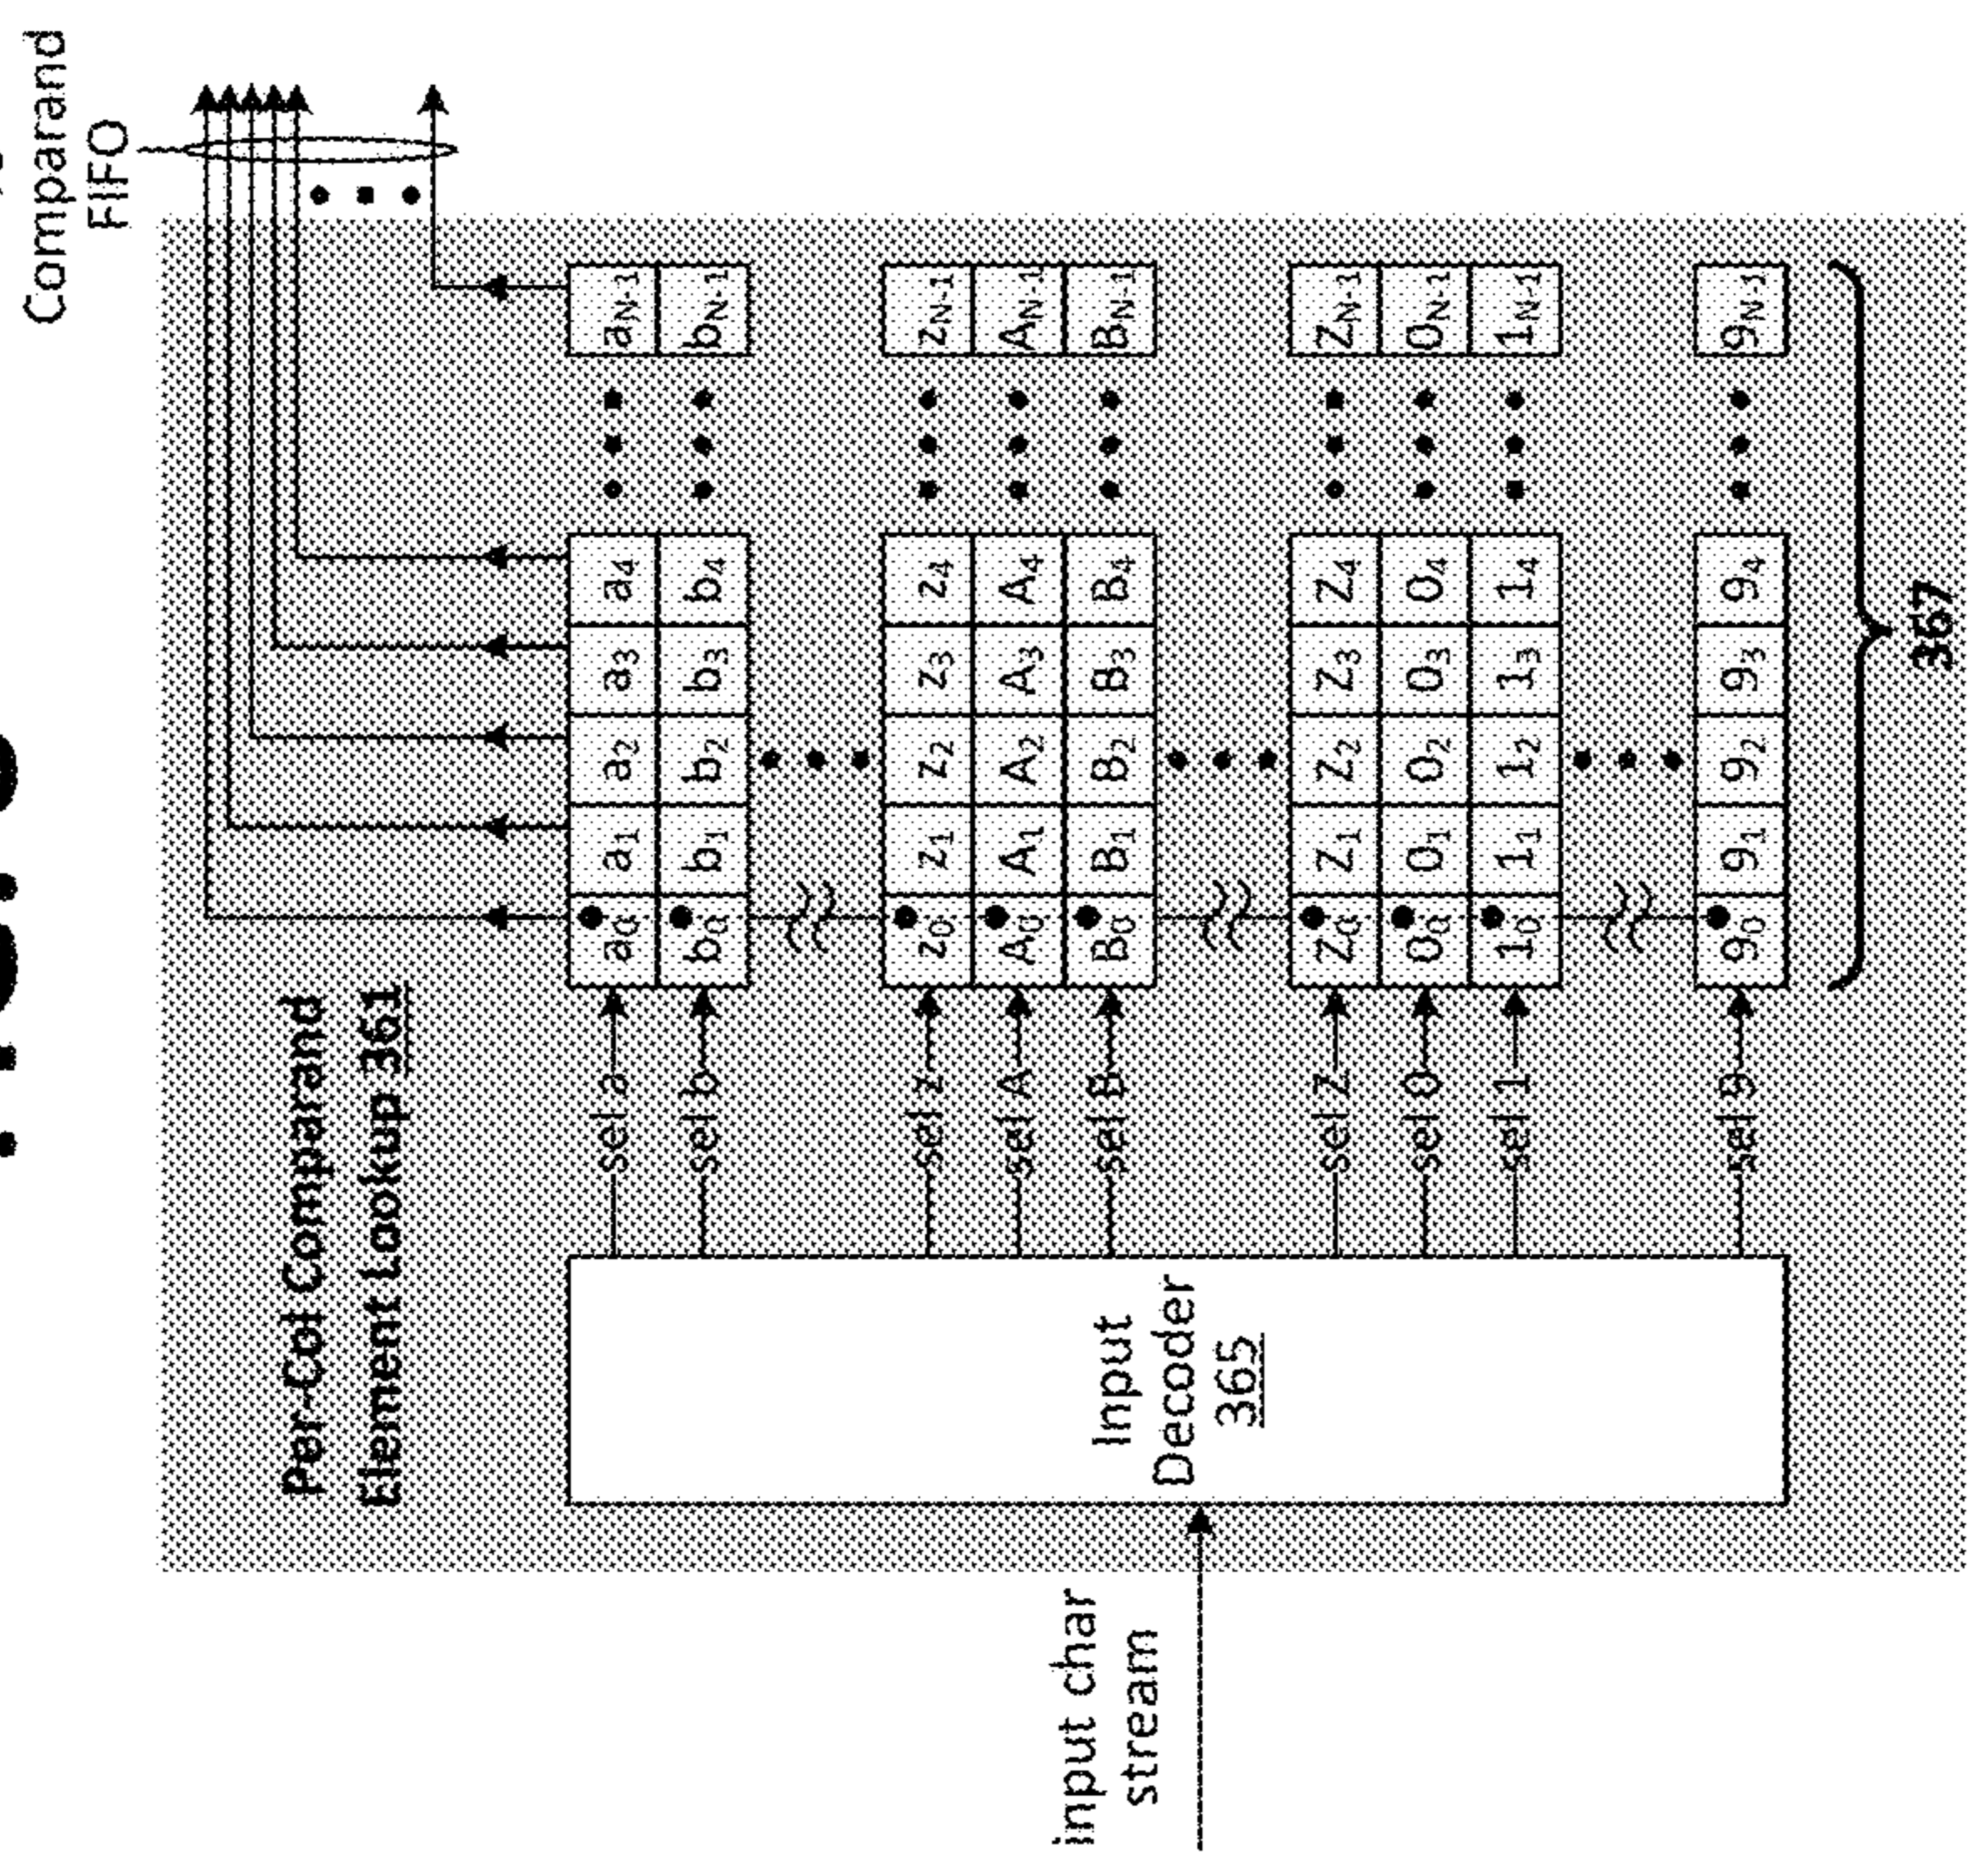 Comparand
FIFO
Per-Col Comparand
Element Lookup 361
input char
stream
Input
Decoder
365
sel a
a₀ a₁ a₂ a₃ a₄ aN-1
sel b
b₀ b₁ b₂ b₃ b₄ bN-1
sel z
z₀ z₁ z₂ z₃ z₄ zN-1
sel A
A₀ A₁ A₂ A₃ A₄ AN-1
sel B
B₀ B₁ B₂ B₃ B₄ BN-1
sel Z
Z₀ Z₁ Z₂ Z₃ Z₄ ZN-1
sel 0
0₀ 0₁ 0₂ 0₃ 0₄ 0N-1
sel 1
1₀ 1₁ 1₂ 1₃ 1₄ 1N-1
sel 9
9₀ 9₁ 9₂ 9₃ 9₄ 9N-1
367